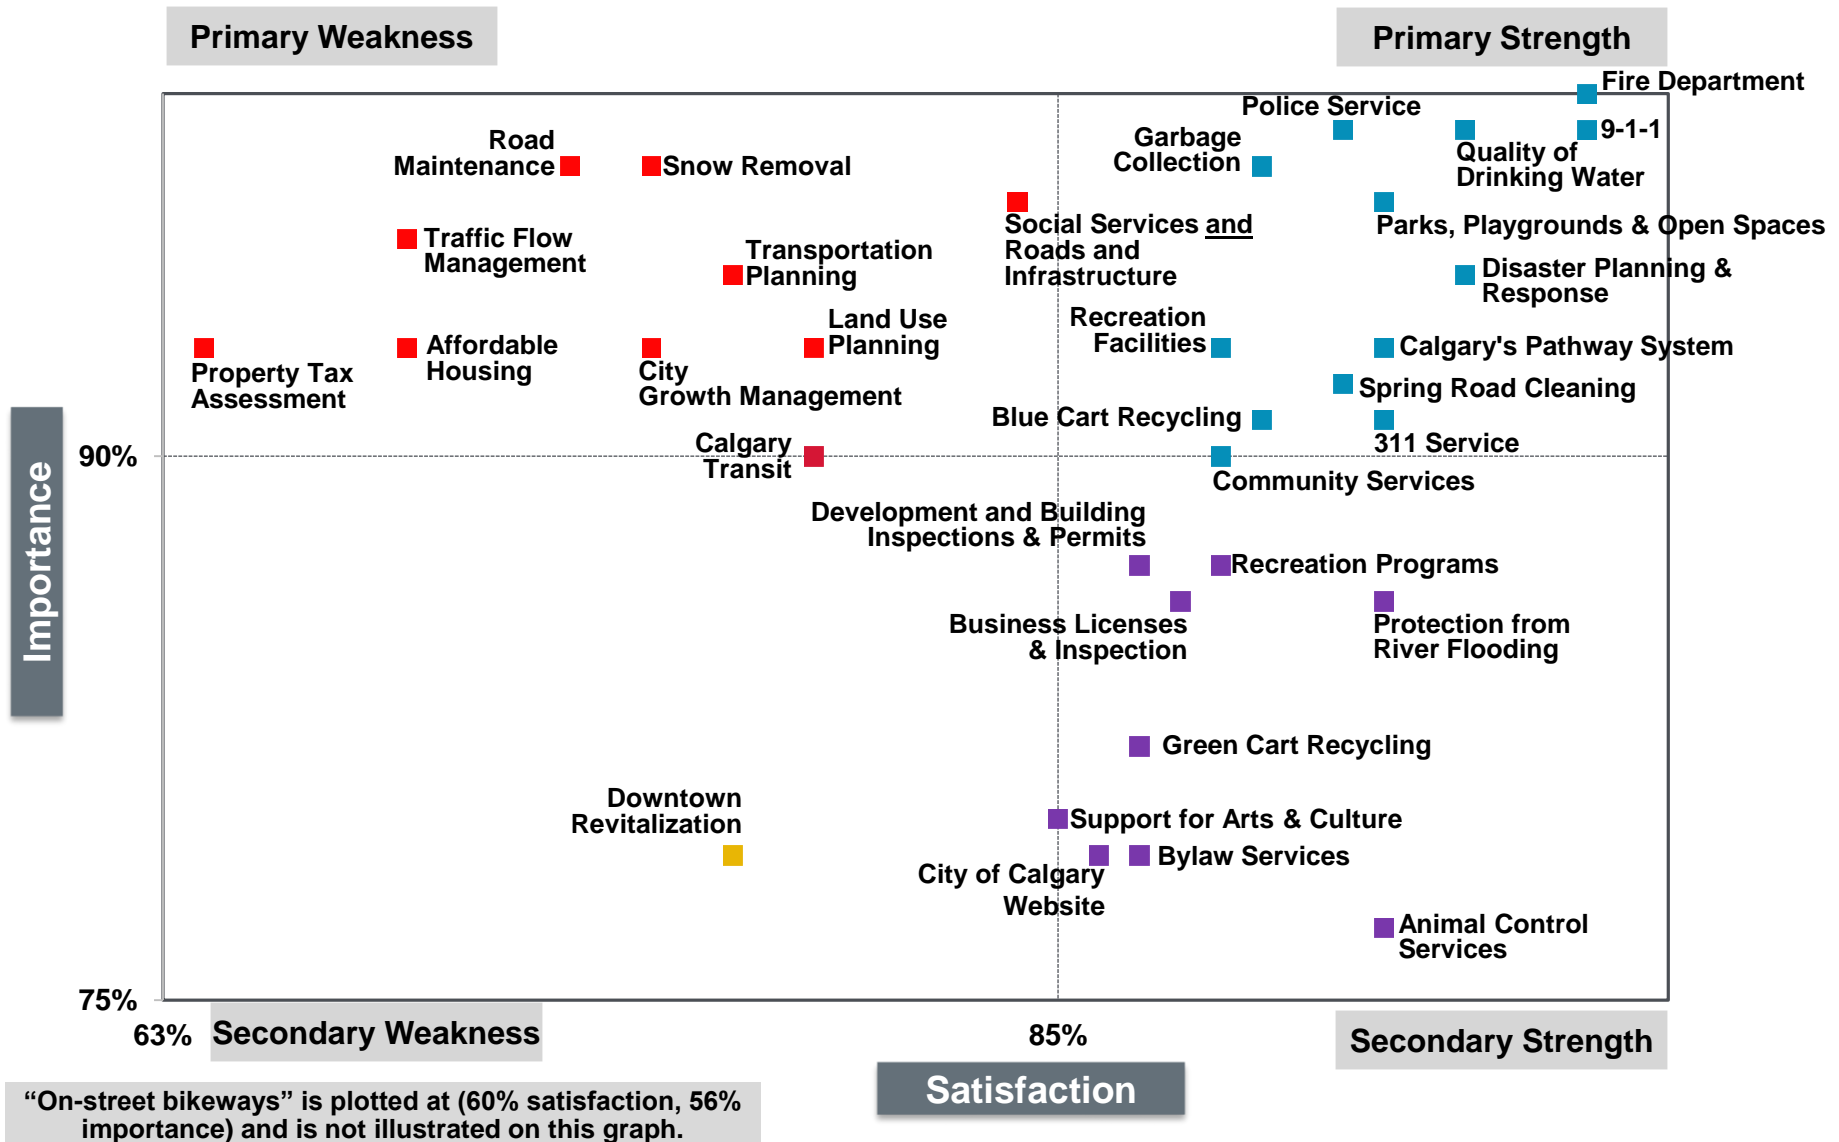 Primary Weakness
Primary Strength
Fire Department
Police Service
9-1-1
Garbage
Collection
Road
Maintenance
Snow Removal
Quality of
Drinking Water
Social Services and
Roads and
Infrastructure
Parks, Playgrounds & Open Spaces
Traffic Flow
Management
Transportation
Planning
Disaster Planning &
Response
Land Use
Planning
Recreation
Facilities
Calgary's Pathway System
Affordable
Housing
Property Tax
Assessment
City
Growth Management
Spring Road Cleaning
Blue Cart Recycling
311 Service
Calgary
Transit
90%
Community Services
Importance
Development and Building
Inspections & Permits
Recreation Programs
Business Licenses
& Inspection
Protection from
River Flooding
Green Cart Recycling
Downtown
Revitalization
Support for Arts & Culture
Bylaw Services
City of Calgary
Website
Animal Control
Services
75%
63%
Secondary Weakness
85%
Secondary Strength
Satisfaction
“On-street bikeways” is plotted at (60% satisfaction, 56%
importance) and is not illustrated on this graph.